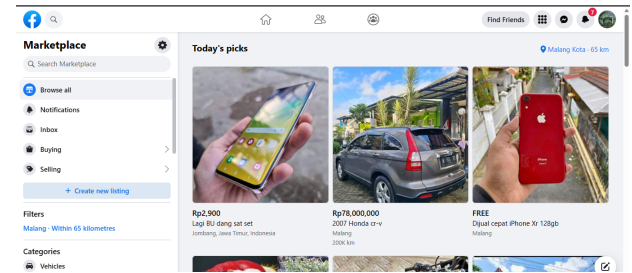 7
Find Friends
Marketplace
Search Marketplace
Browse all
Notifications
Inbox
Buying
Selling
+ Create new listing
Filters
Malang · Within 65 kilometres
Categories
Vehicles
Today's picks
Malang Kota · 65 km
Rp2,900
Lagi BU dang sat set
Jombang, Jawa Timur, Indonesia
Rp78,000,000
2007 Honda cr-v
Malang
200K km
FREE
Dijual cepat iPhone Xr 128gb
Malang